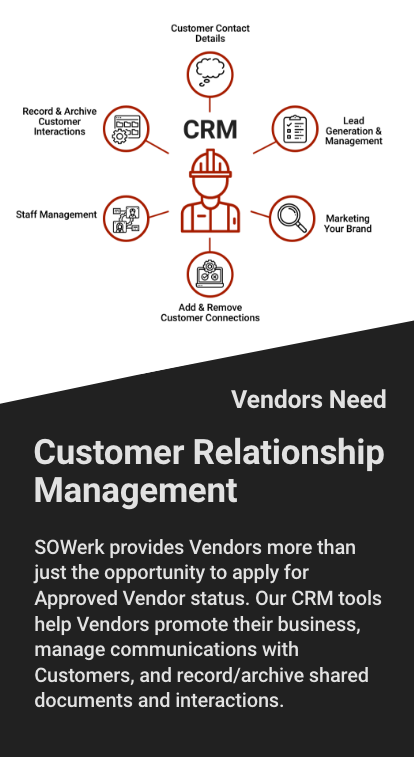 Customer Contact
Details
Record & Archive
Customer
Interactions
CRM
Lead
Generation &
Management
Staff Management
Marketing
Your Brand
Add & Remove
Customer Connections
Vendors Need
Customer Relationship
Management
SOWerk provides Vendors more than
just the opportunity to apply for
Approved Vendor status. Our CRM tools
help Vendors promote their business,
manage communications with
Customers, and record/archive shared
documents and interactions.